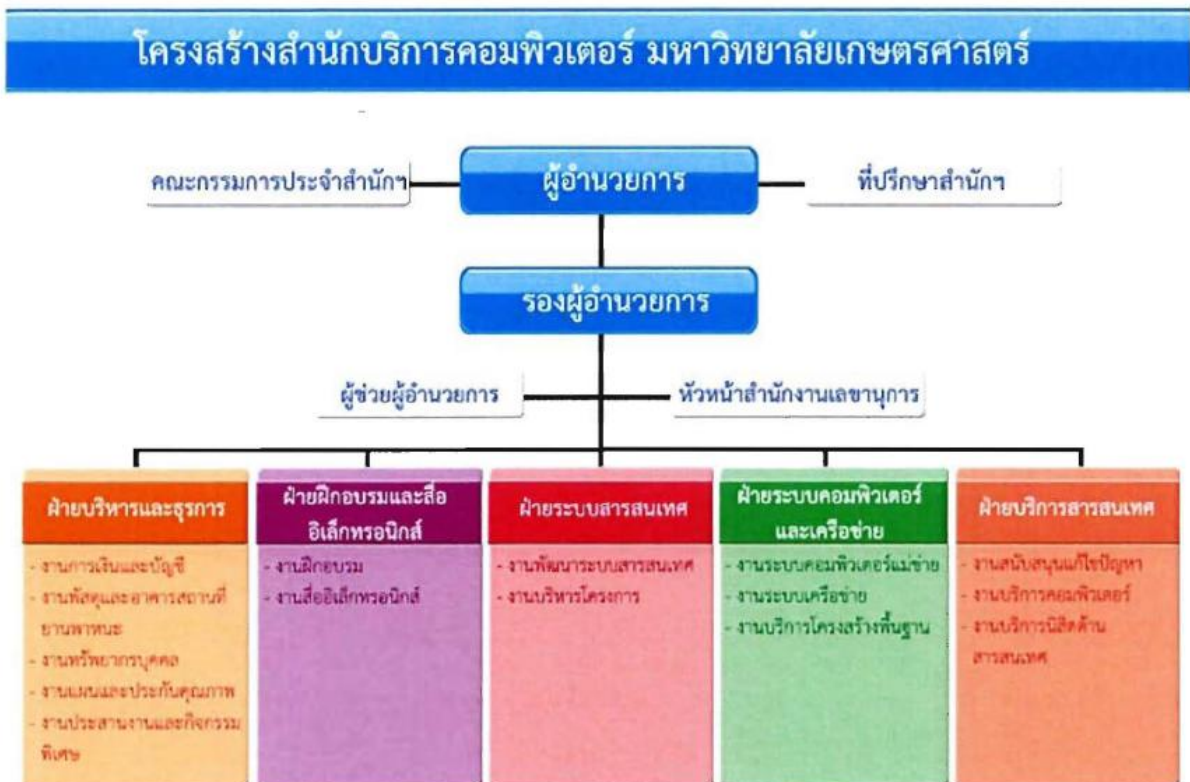 โครงสร้างสำนักบริการคอมพิวเตอร์ มหาวิทยาลัยเกษตรศาสตร์
คณะกรรมการประจำสำนักฯ
ผู้อำนวยการ
ที่ปรึกษาสำนักฯ
รองผู้อำนวยการ
ผู้ช่วยผู้อำนวยการ
หัวหน้าสำนักงานเลขานุการ
ฝ่ายบริหารและธุรการ
- งานการเงินและบัญชี
- งานพัสดุและอาคารสถานที่
ยานพาหนะ
- งานทรัพยากรบุคคล
- งานแผนและประกันคุณภาพ
- งานประสานงานและกิจกรรม
พิเศษ
ฝ่ายฝึกอบรมและสื่อ
อิเล็กทรอนิกส์
- งานฝึกอบรม
- งานสื่ออิเล็กทรอนิกส์
ฝ่ายระบบสารสนเทศ
- งานพัฒนาระบบสารสนเทศ
- งานบริหารโครงการ
ฝ่ายระบบคอมพิวเตอร์
และเครือข่าย
- งานระบบคอมพิวเตอร์แม่ข่าย
- งานระบบเครือข่าย
- งานบริการโครงสร้างพื้นฐาน
ฝ่ายบริการสารสนเทศ
- งานสนับสนุนแก้ไขปัญหา
- งานบริการคอมพิวเตอร์
- งานบริการนิสิตด้าน
สารสนเทศ